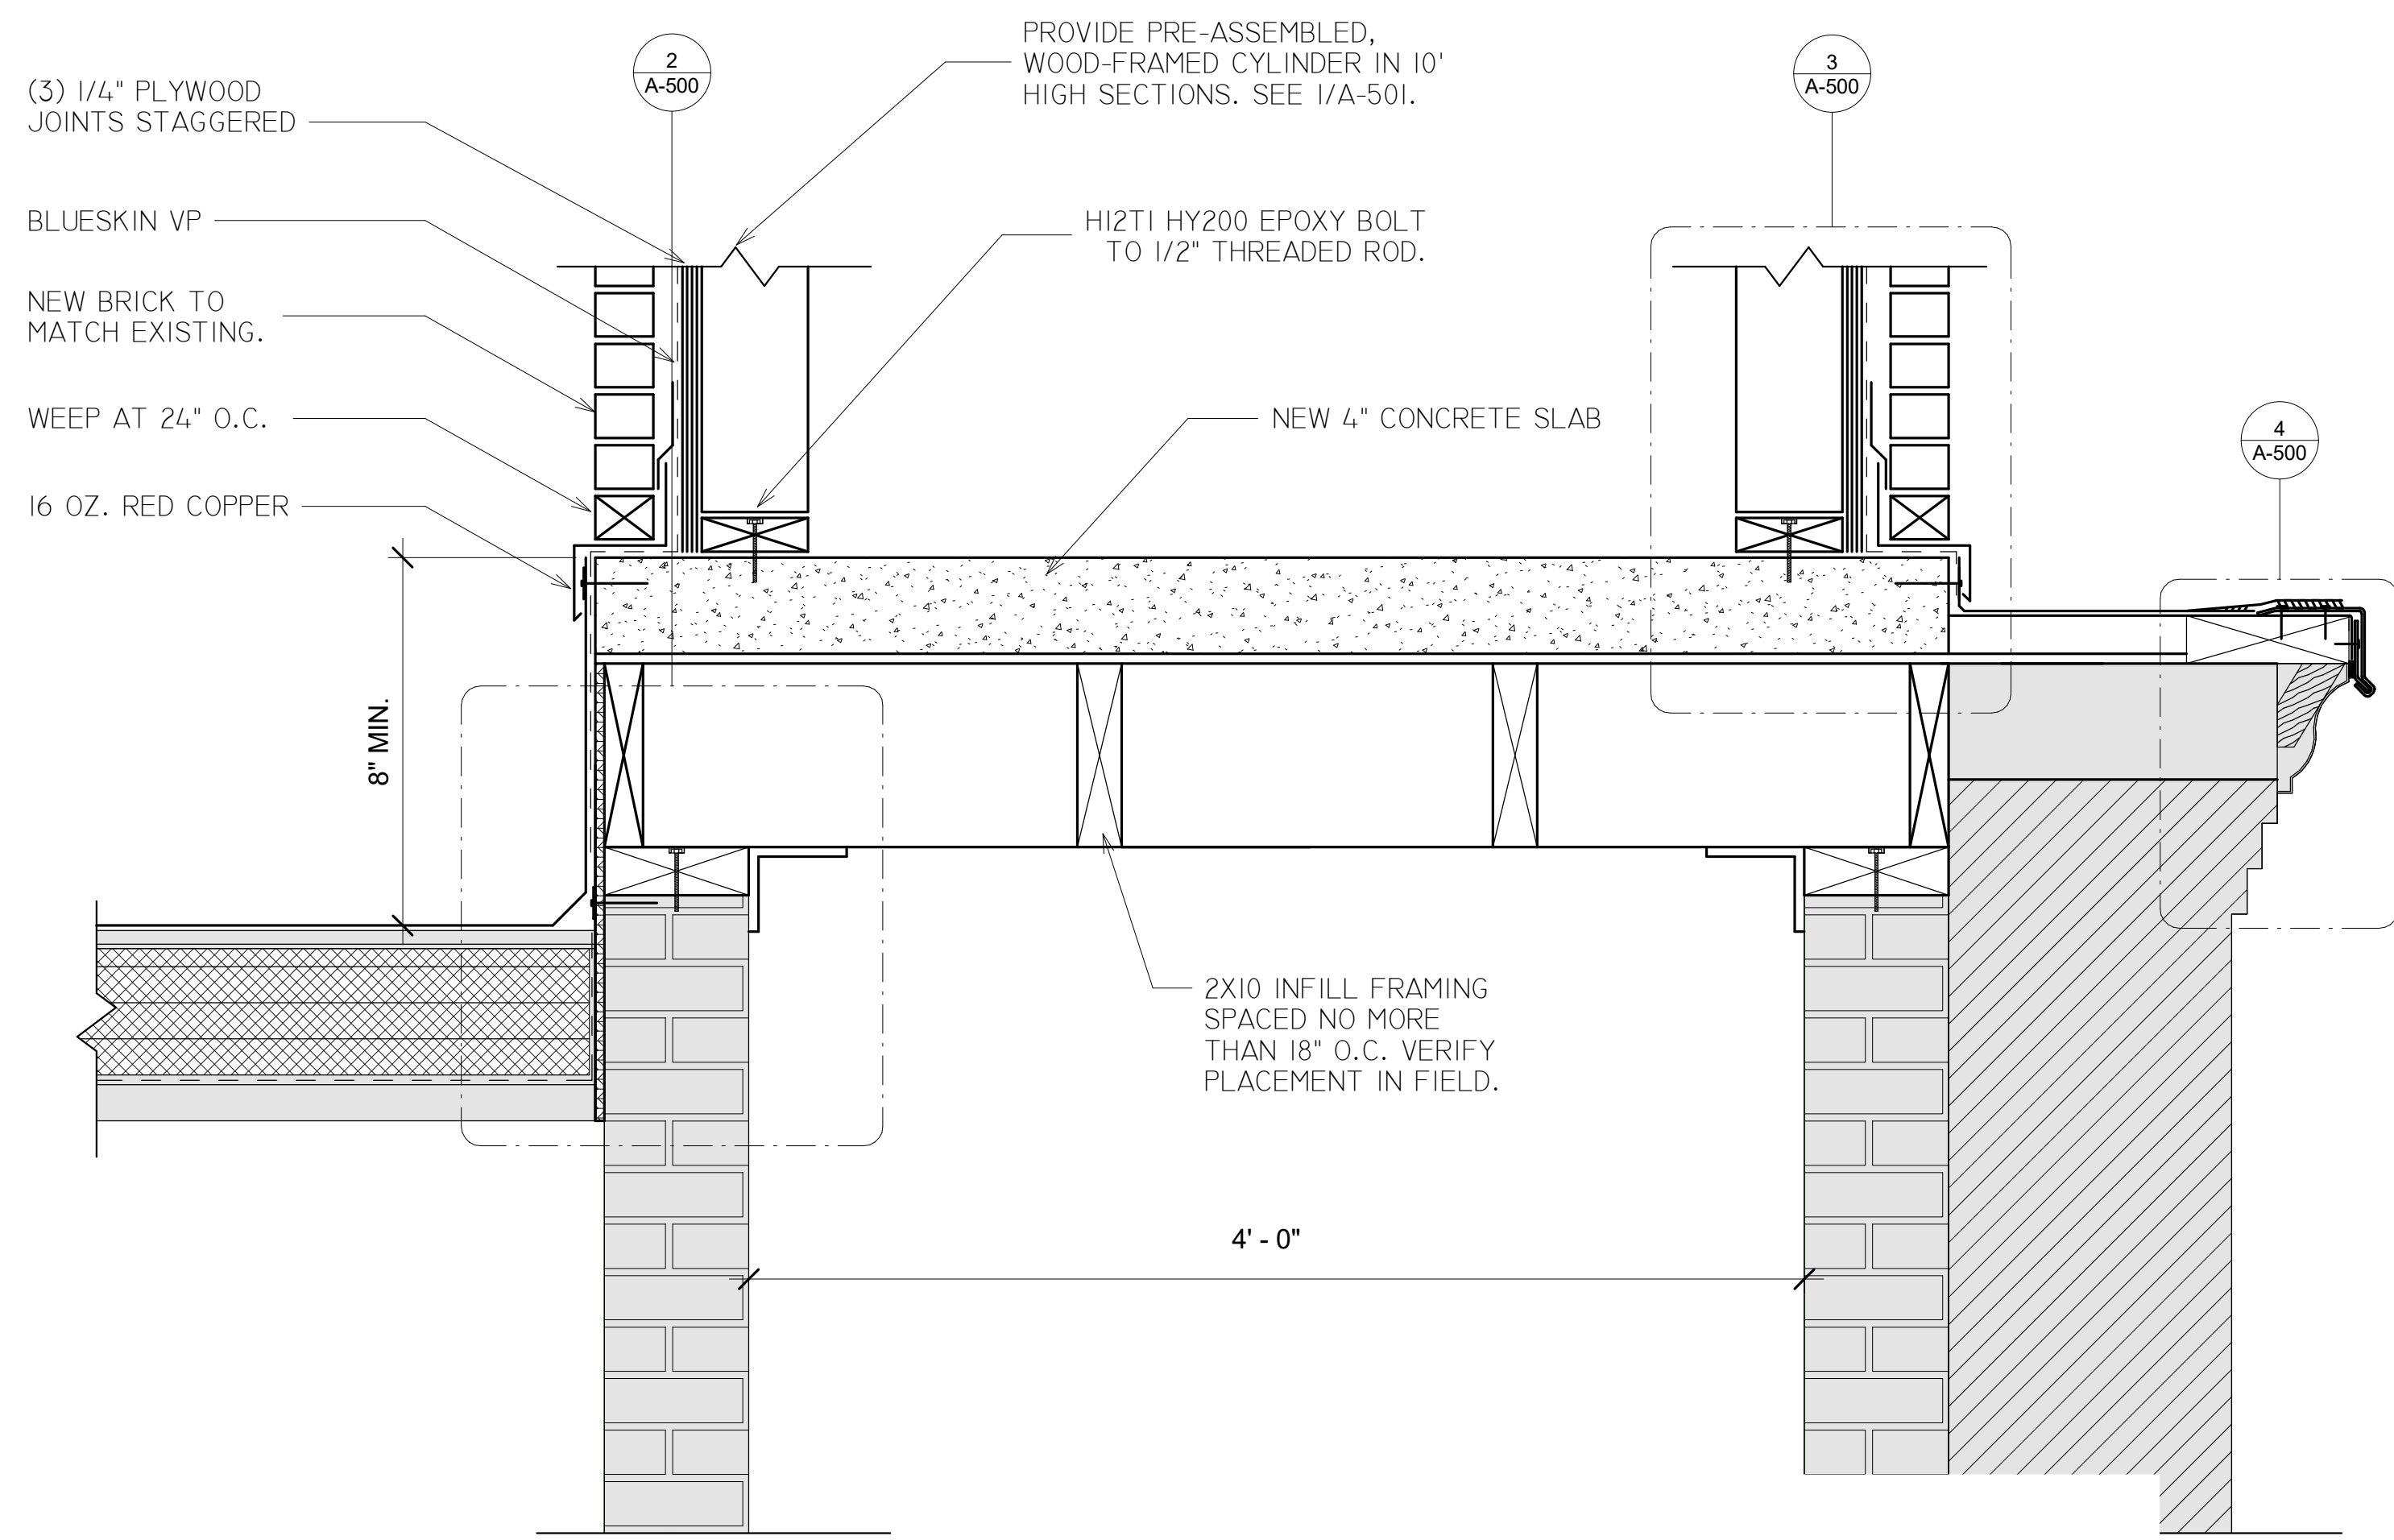 PROVIDE PRE-ASSEMBLED,
WOOD-FRAMED CYLINDER IN 10'
HIGH SECTIONS. SEE 1/A-501.
2
A-500
3
A-500
(3) 1/4" PLYWOOD
JOINTS STAGGERED
BLUESKIN VP
H12T1 HY200 EPOXY BOLT
TO 1/2" THREADED ROD.
NEW BRICK TO
MATCH EXISTING.
WEEP AT 24" O.C.
NEW 4" CONCRETE SLAB
4
A-500
16 OZ. RED COPPER
8" MIN.
2X10 INFILL FRAMING
SPACED NO MORE
THAN 18" O.C. VERIFY
PLACEMENT IN FIELD.
4' - 0"